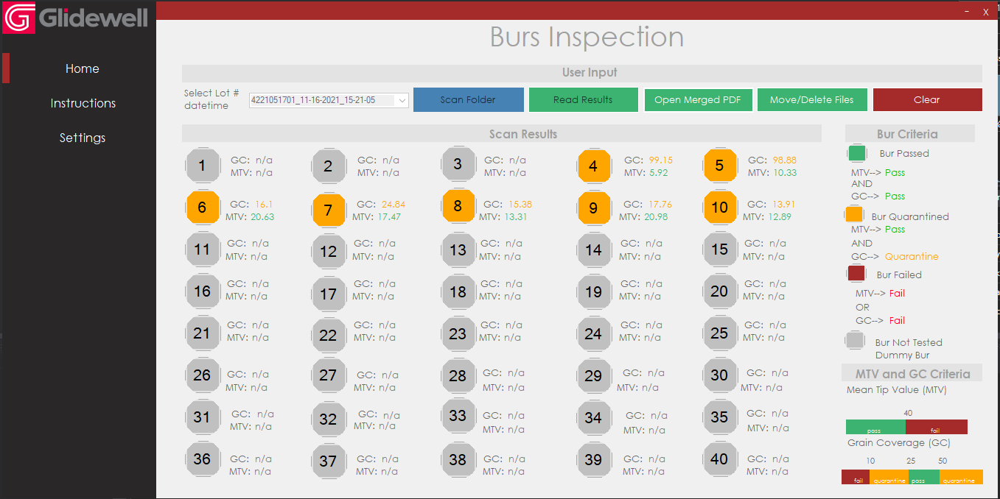 Glidewell
- X
Home
Instructions
Settings
Burs Inspection
User Input
Select Lot #
datetime
4221051701_11-16-2021_15-21-05
Scan Folder
Read Results
Open Merged PDF
Move/Delete Files
Clear
Scan Results
1 GC: n/a MTV: n/a
2 GC: n/a MTV: n/a
3 GC: n/a MTV: n/a
4 GC: 99.15 MTV: 5.92
5 GC: 98.88 MTV: 10.33
6 GC: 16.1 MTV: 20.63
7 GC: 24.84 MTV: 17.47
8 GC: 15.38 MTV: 13.31
9 GC: 17.76 MTV: 20.98
10 GC: 13.91 MTV: 12.89
11 GC: n/a MTV: n/a
12 GC: n/a MTV: n/a
13 GC: n/a MTV: n/a
14 GC: n/a MTV: n/a
15 GC: n/a MTV: n/a
16 GC: n/a MTV: n/a
17 GC: n/a MTV: n/a
18 GC: n/a MTV: n/a
19 GC: n/a MTV: n/a
20 GC: n/a MTV: n/a
21 GC: n/a MTV: n/a
22 GC: n/a MTV: n/a
23 GC: n/a MTV: n/a
24 GC: n/a MTV: n/a
25 GC: n/a MTV: n/a
26 GC: n/a MTV: n/a
27 GC: n/a MTV: n/a
28 GC: n/a MTV: n/a
29 GC: n/a MTV: n/a
30 GC: n/a MTV: n/a
31 GC: n/a MTV: n/a
32 GC: n/a MTV: n/a
33 GC: n/a MTV: n/a
34 GC: n/a MTV: n/a
35 GC: n/a MTV: n/a
36 GC: n/a MTV: n/a
37 GC: n/a MTV: n/a
38 GC: n/a MTV: n/a
39 GC: n/a MTV: n/a
40 GC: n/a MTV: n/a
Bur Criteria
Bur Passed
MTV--> Pass
AND
GC--> Pass
Bur Quarantined
MTV--> Pass
AND
GC--> Quarantine
Bur Failed
MTV--> Fail
OR
GC--> Fail
Bur Not Tested
Dummy Bur
MTV and GC Criteria
Mean Tip Value (MTV)
40
pass fail
Grain Coverage (GC)
10 25 50
fail quarantine pass quarantine